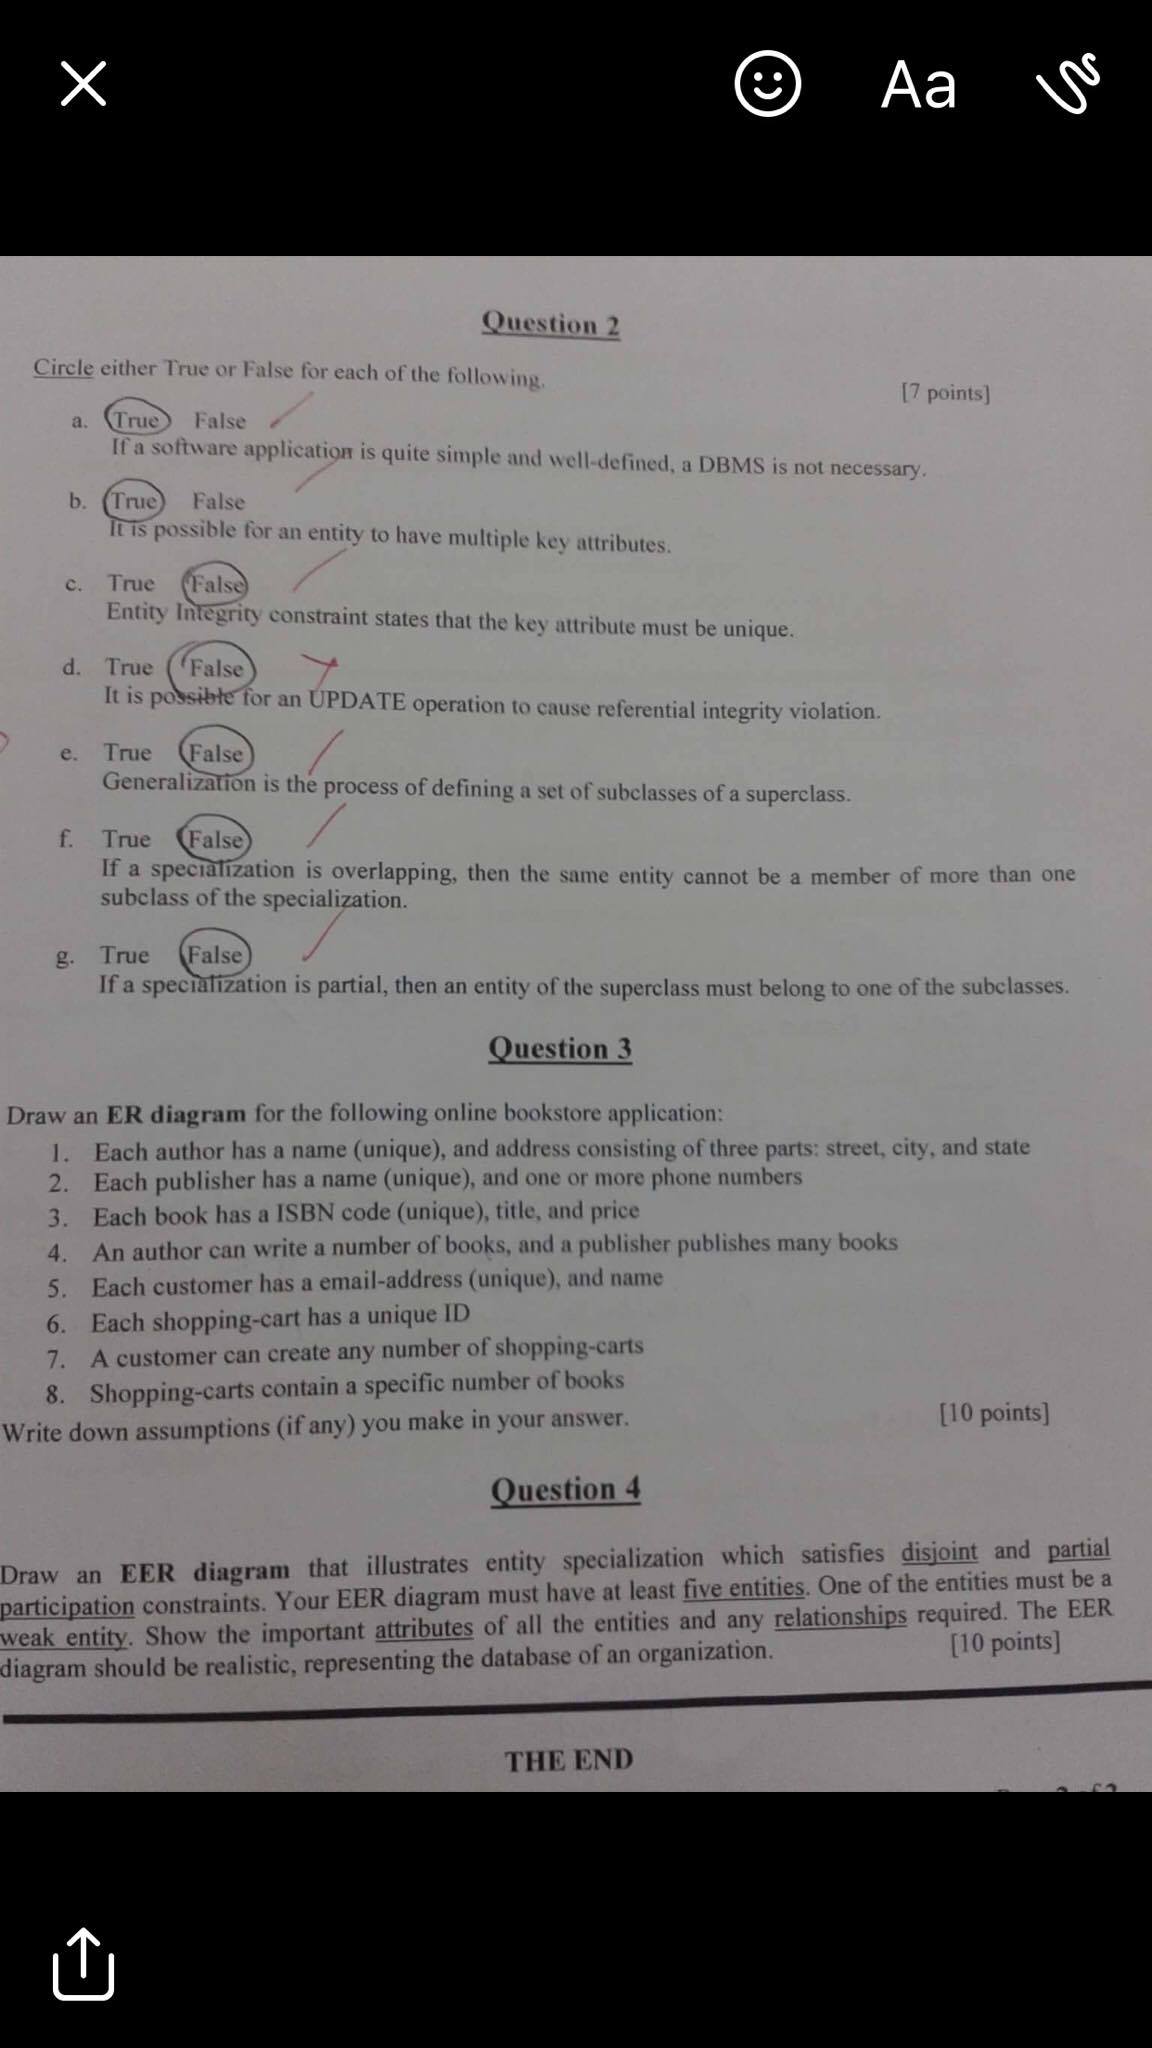 Aa
Question 2
Circle either True or False for each of the following.
[7 points]
a. True False
If a software application is quite simple and well-defined, a DBMS is not necessary.
b. True False
It is possible for an entity to have multiple key attributes.
c. True False
Entity Integrity constraint states that the key attribute must be unique.
d. True False
It is possible for an UPDATE operation to cause referential integrity violation.
e. True False
Generalization is the process of defining a set of subclasses of a superclass.
f. True False
If a specialization is overlapping, then the same entity cannot be a member of more than one
subclass of the specialization.
g. True False
If a specialization is partial, then an entity of the superclass must belong to one of the subclasses.
Question 3
Draw an ER diagram for the following online bookstore application:
1. Each author has a name (unique), and address consisting of three parts: street, city, and state
2. Each publisher has a name (unique), and one or more phone numbers
3. Each book has a ISBN code (unique), title, and price
4. An author can write a number of books, and a publisher publishes many books
5. Each customer has a email-address (unique), and name
6. Each shopping-cart has a unique ID
7. A customer can create any number of shopping-carts
8. Shopping-carts contain a specific number of books
Write down assumptions (if any) you make in your answer.
[10 points]
Question 4
Draw an EER diagram that illustrates entity specialization which satisfies disjoint and partial
participation constraints. Your EER diagram must have at least five entities. One of the entities must be a
weak entity. Show the important attributes of all the entities and any relationships required. The EER
diagram should be realistic, representing the database of an organization. [10 points]
THE END